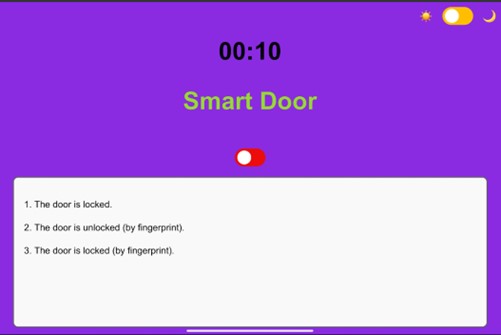 00:10
Smart Door
1. The door is locked.
2. The door is unlocked (by fingerprint).
3. The door is locked (by fingerprint).